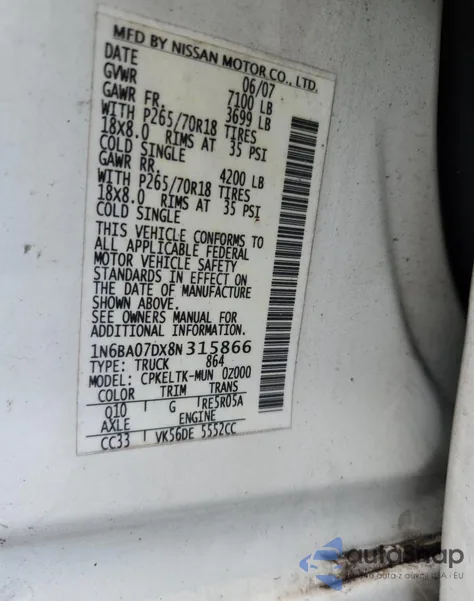 MFD BY NISSAN MOTOR CO., LTD.
DATE 06/07
GVWR 7100 LB
GAWR FR. 3699 LB
WITH P265/70R18 TIRES
18X8.0 RIMS AT 35 PSI
COLD SINGLE
GAWR RR. 4200 LB
WITH P265/70R18 TIRES
18X8.0 RIMS AT 35 PSI
COLD SINGLE
THIS VEHICLE CONFORMS TO
ALL APPLICABLE FEDERAL
MOTOR VEHICLE SAFETY
STANDARDS IN EFFECT ON
THE DATE OF MANUFACTURE
SHOWN ABOVE.
SEE OWNERS MANUAL FOR
ADDITIONAL INFORMATION
1N6BA07DX8N315866
TYPE: TRUCK 864
MODEL: CPKELTK-MUN 0Z000
COLOR TRIM TRANS
Q10 G RE5R05A
AXLE ENGINE
CC33 VK56DE 5552CC
autoAshap
auta z USA i EU